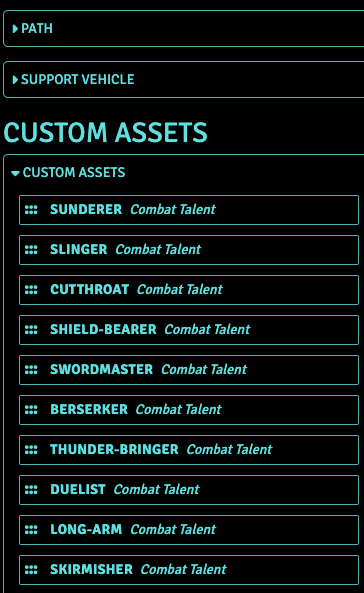 PATH
SUPPORT VEHICLE
CUSTOM ASSETS
CUSTOM ASSETS
SUNDERER Combat Talent
SLINGER Combat Talent
CUTTHROAT Combat Talent
SHIELD-BEARER Combat Talent
SWORDMASTER Combat Talent
BERSERKER Combat Talent
THUNDER-BRINGER Combat Talent
DUELIST Combat Talent
LONG-ARM Combat Talent
SKIRMISHER Combat Talent